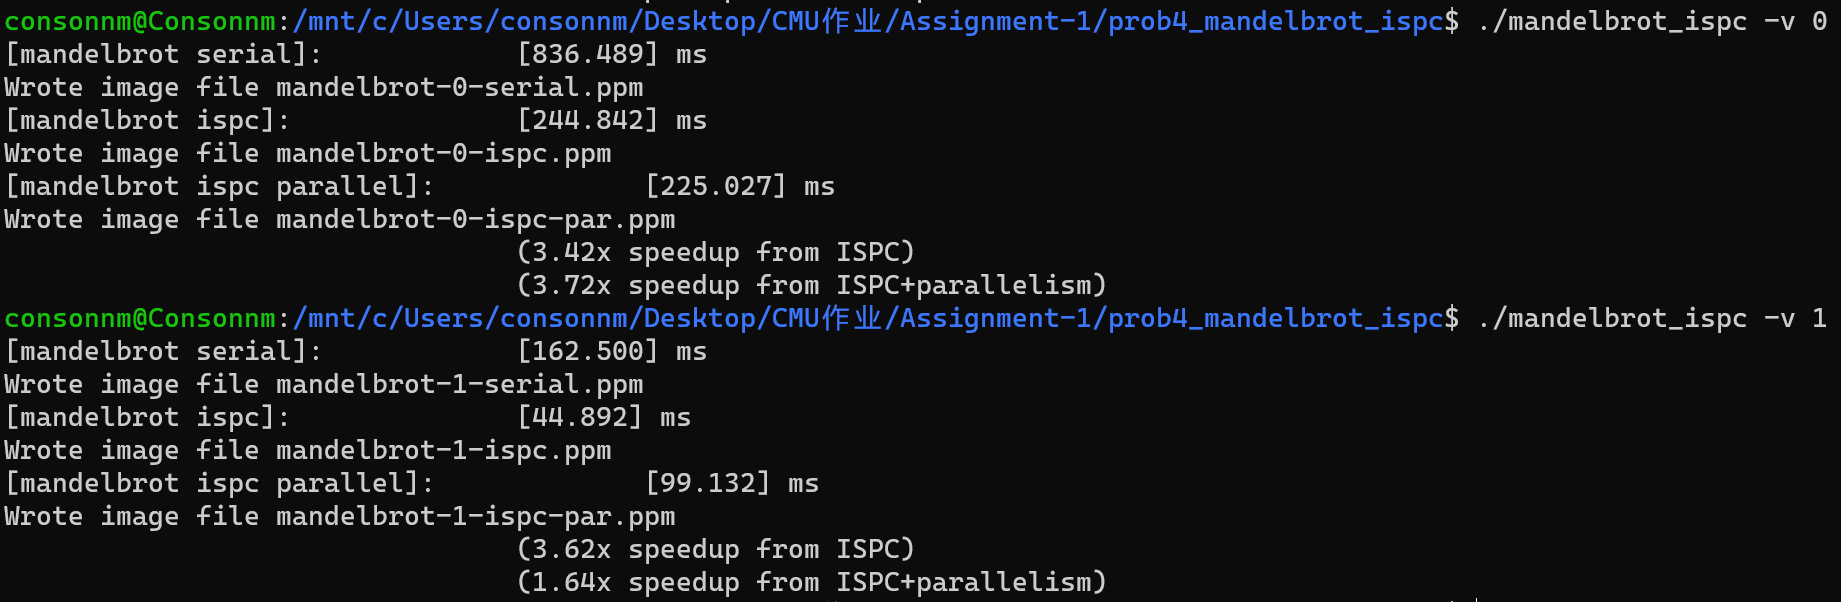 consonnm@Consonnm:/mnt/c/Users/consonnm/Desktop/CMU作业/Assignment-1/prob4_mandelbrot_ispc$ ./mandelbrot_ispc -v 0
[mandelbrot serial]:            [836.489] ms
Wrote image file mandelbrot-0-serial.ppm
[mandelbrot ispc]:              [244.842] ms
Wrote image file mandelbrot-0-ispc.ppm
[mandelbrot ispc parallel]:             [225.027] ms
Wrote image file mandelbrot-0-ispc-par.ppm
                                (3.42x speedup from ISPC)
                                (3.72x speedup from ISPC+parallelism)
consonnm@Consonnm:/mnt/c/Users/consonnm/Desktop/CMU作业/Assignment-1/prob4_mandelbrot_ispc$ ./mandelbrot_ispc -v 1
[mandelbrot serial]:            [162.500] ms
Wrote image file mandelbrot-1-serial.ppm
[mandelbrot ispc]:              [44.892] ms
Wrote image file mandelbrot-1-ispc.ppm
[mandelbrot ispc parallel]:             [99.132] ms
Wrote image file mandelbrot-1-ispc-par.ppm
                                (3.62x speedup from ISPC)
                                (1.64x speedup from ISPC+parallelism)